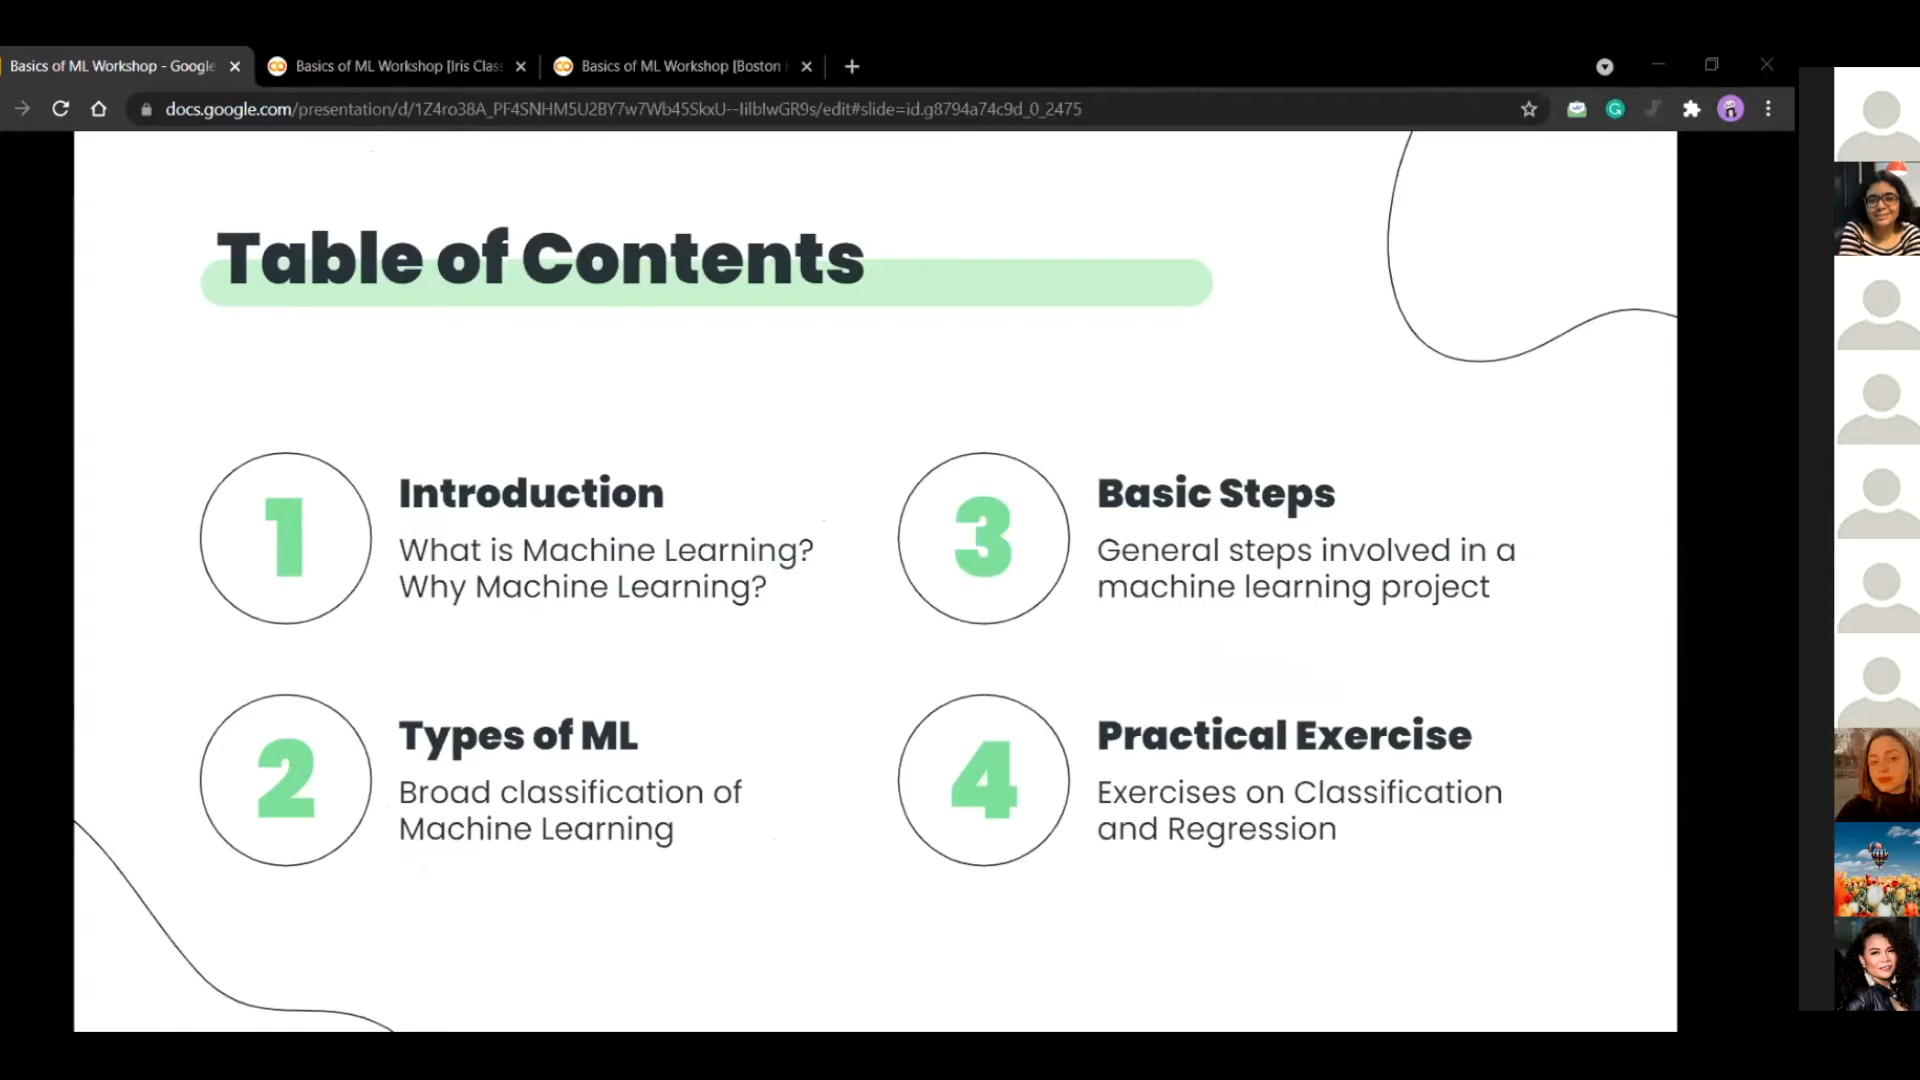 Basics of ML Workshop - Google
Basics of ML Workshop [Iris Clas
Basics of ML Workshop [Boston
docs.google.com/presentation/d/1Z4ro38A_PF4SNHM5U2BY7w7Wb45SkxU--IilblwGR9s/edit#slide=id.g8794a74c9d_0_2475
Table of Contents
1
Introduction
What is Machine Learning?
Why Machine Learning?
2
Types of ML
Broad classification of
Machine Learning
3
Basic Steps
General steps involved in a
machine learning project
4
Practical Exercise
Exercises on Classification
and Regression